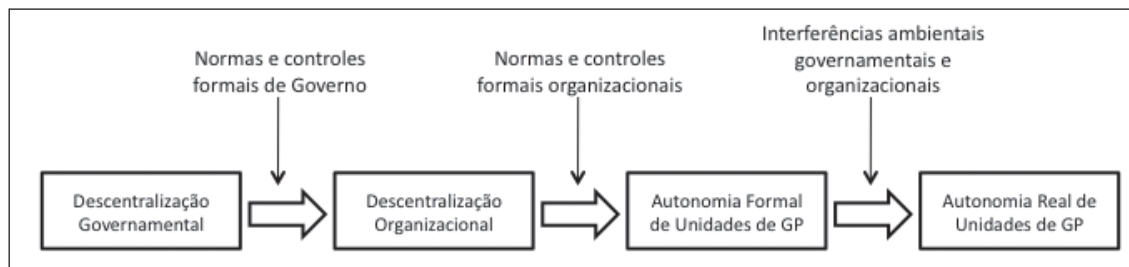 Normas e controles
formais de Governo
Normas e controles
formais organizacionais
Interferências ambientais
governamentais e
organizacionais
Descentralização
Governamental
Descentralização
Organizacional
Autonomia Formal
de Unidades de GP
Autonomia Real de
Unidades de GP